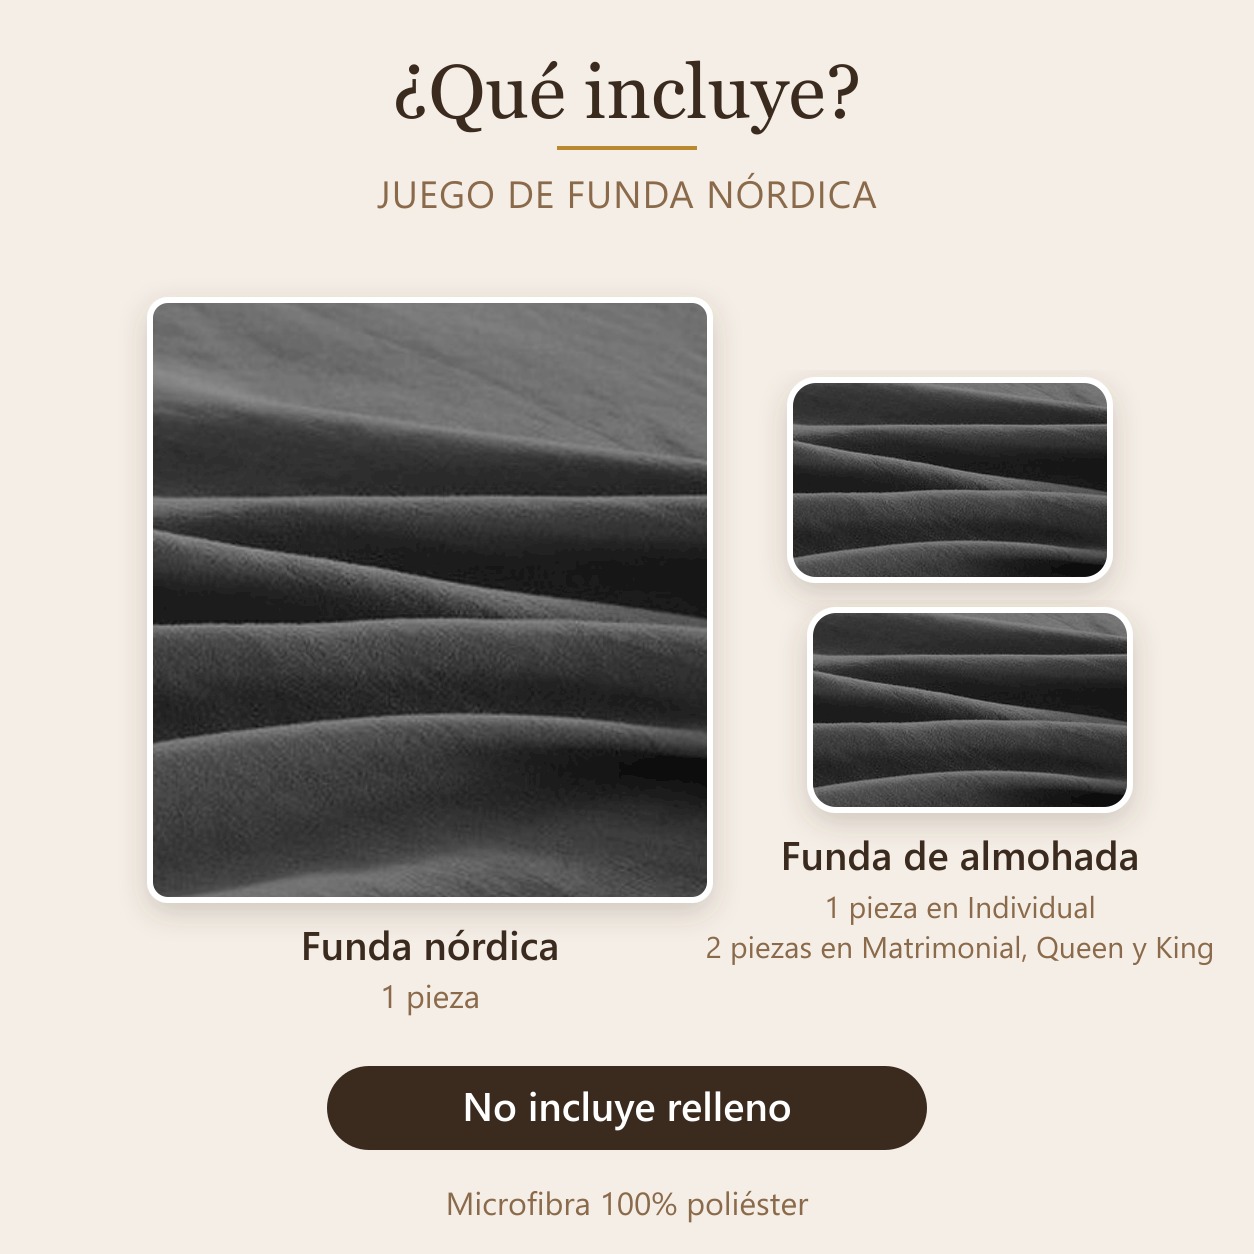 ¿Qué incluye?
JUEGO DE FUNDA NÓRDICA
Funda de almohada
1 pieza en Individual
2 piezas en Matrimonial, Queen y King
Funda nórdica
1 pieza
No incluye relleno
Microfibra 100% poliéster